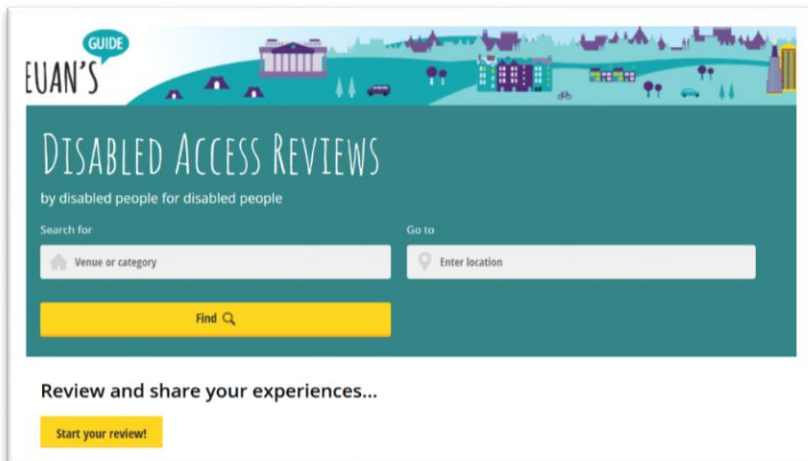 GUIDE
EUAN'S
DISABLED ACCESS REVIEWS
by disabled people for disabled people
Search for
Go to
Venue or category
Enter location
Find
Review and share your experiences...
Start your review!